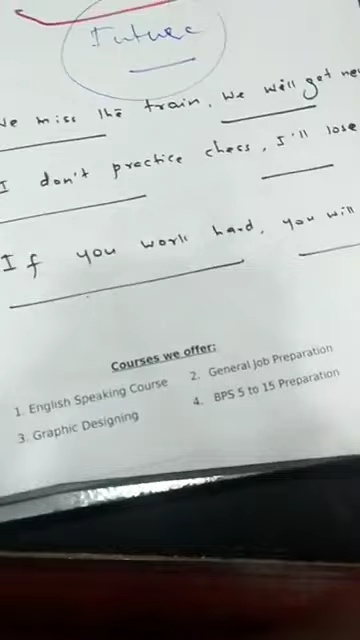 Future
we miss the train, we will get
I don't practice chess, I'll lose
If you work hard, you will
Courses we offer:
1. English Speaking Course 2. General Job Preparation
3. Graphic Designing 4. BPS 5 to 15 Preparation